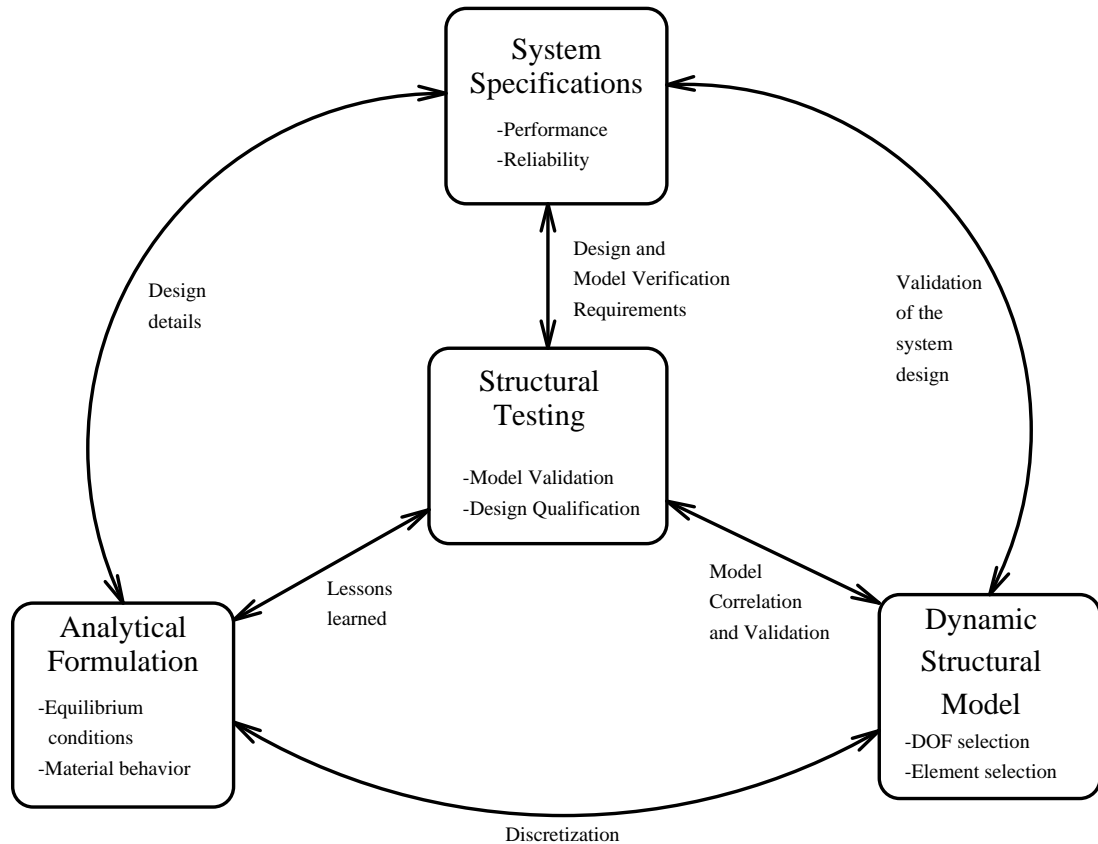 System
Specifications
-Performance
-Reliability
Design
details
Design and
Model Verification
Requirements
Validation
of the
system
design
Structural
Testing
-Model Validation
-Design Qualification
Lessons
learned
Model
Correlation
and Validation
Analytical
Formulation
-Equilibrium
conditions
-Material behavior
Dynamic
Structural
Model
-DOF selection
-Element selection
Discretization